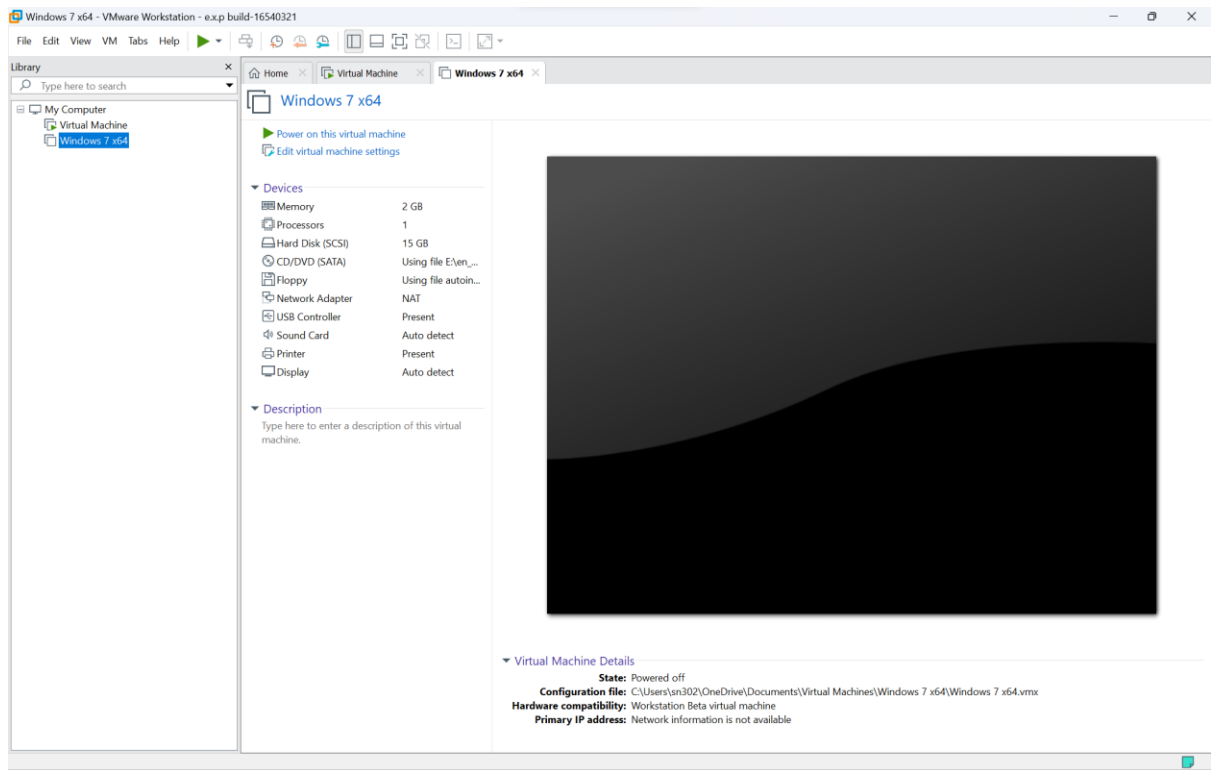 Windows 7 x64 - VMware Workstation - e.x.p build-16540321
File Edit View VM Tabs Help
Library
Type here to search
My Computer
Virtual Machine
Windows 7 x64
Home Virtual Machine Windows 7 x64
Windows 7 x64
Power on this virtual machine
Edit virtual machine settings
Devices
Memory 2 GB
Processors 1
Hard Disk (SCSI) 15 GB
CD/DVD (SATA) Using file E:\en_...
Floppy Using file autoin...
Network Adapter NAT
USB Controller Present
Sound Card Auto detect
Printer Present
Display Auto detect
Description
Type here to enter a description of this virtual
machine.
Virtual Machine Details
State: Powered off
Configuration file: C:\Users\sn302\OneDrive\Documents\Virtual Machines\Windows 7 x64\Windows 7 x64.vmx
Hardware compatibility: Workstation Beta virtual machine
Primary IP address: Network information is not available